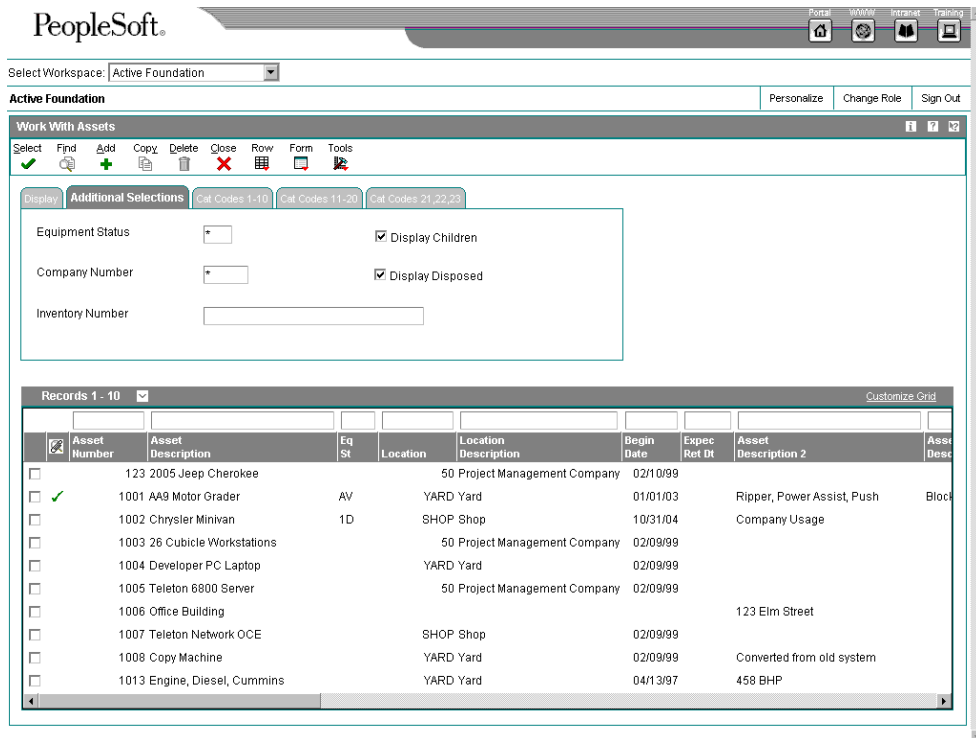 Portal WWW Intranet Training
PeopleSoft.
Select Workspace: Active Foundation
Active Foundation Personalize Change Role Sign Out
Work With Assets i ? ?
Select Find Add Copy Delete Close Row Form Tools
Display Additional Selections Cat Codes 1-10 Cat Codes 11-20 Cat Codes 21,22,23
Equipment Status * Display Children
Company Number * Display Disposed
Inventory Number
Records 1 - 10 Customize Grid
Asset Asset Eq Location Begin Expec Asset Asse
Number Description St Location Description Date Ret Dt Description 2 Desc
123 2005 Jeep Cherokee 50 Project Management Company 02/10/99
1001 AA9 Motor Grader AV YARD Yard 01/01/03 Ripper, Power Assist, Push Block
1002 Chrysler Minivan 1D SHOP Shop 10/31/04 Company Usage
1003 26 Cubicle Workstations 50 Project Management Company 02/09/99
1004 Developer PC Laptop YARD Yard 02/09/99
1005 Teleton 6800 Server 50 Project Management Company 02/09/99
1006 Office Building 123 Elm Street
1007 Teleton Network OCE SHOP Shop 02/09/99
1008 Copy Machine YARD Yard 02/09/99 Converted from old system
1013 Engine, Diesel, Cummins YARD Yard 04/13/97 458 BHP